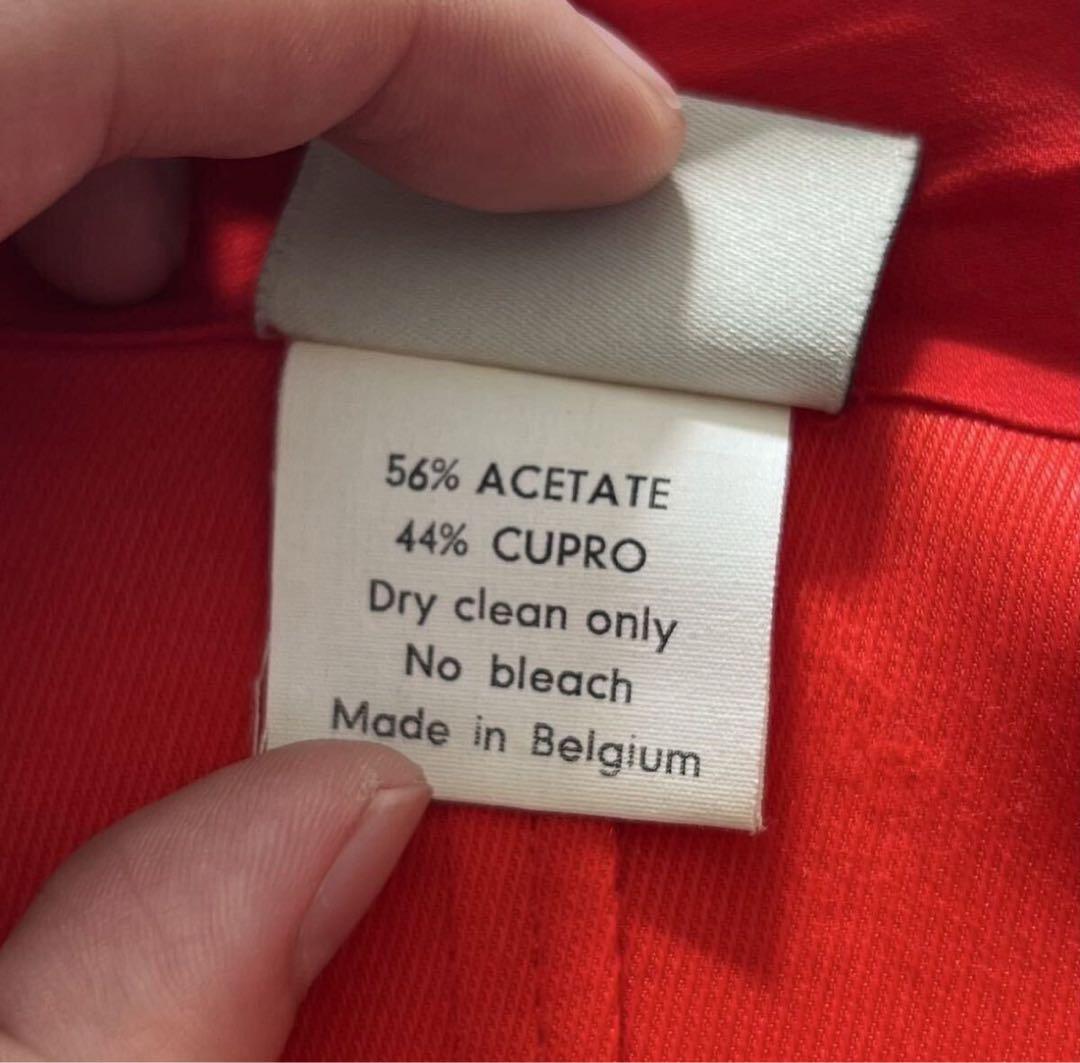 56% ACETATE
44% CUPRO
Dry clean only
No bleach
Made in Belgium